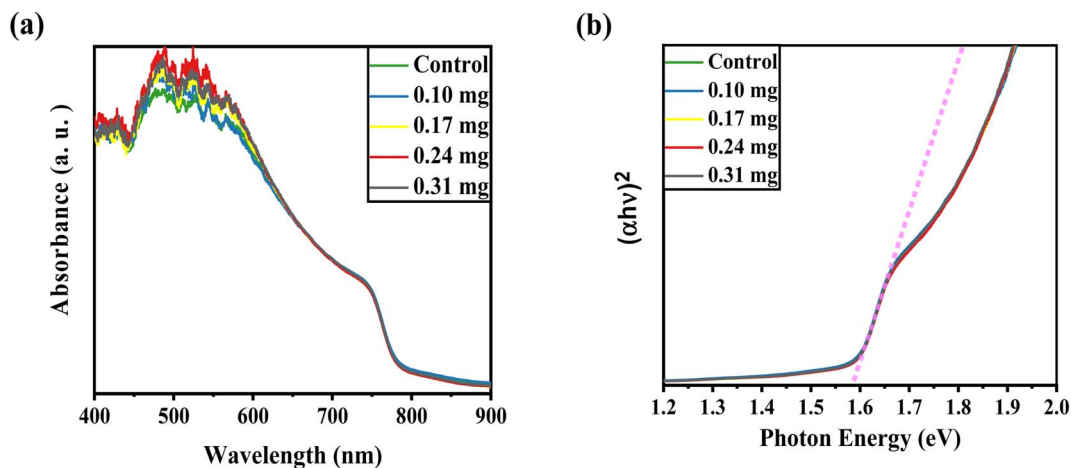 (a)
Absorbance (a. u. )
Control
0.10 mg
0.17 mg
0.24 mg
0.31 mg
400 500 600 700 800 900
Wavelength (nm)
(b)
(αhν)²
Control
0.10 mg
0.17 mg
0.24 mg
0.31 mg
1.2 1.3 1.4 1.5 1.6 1.7 1.8 1.9 2.0
Photon Energy (eV)